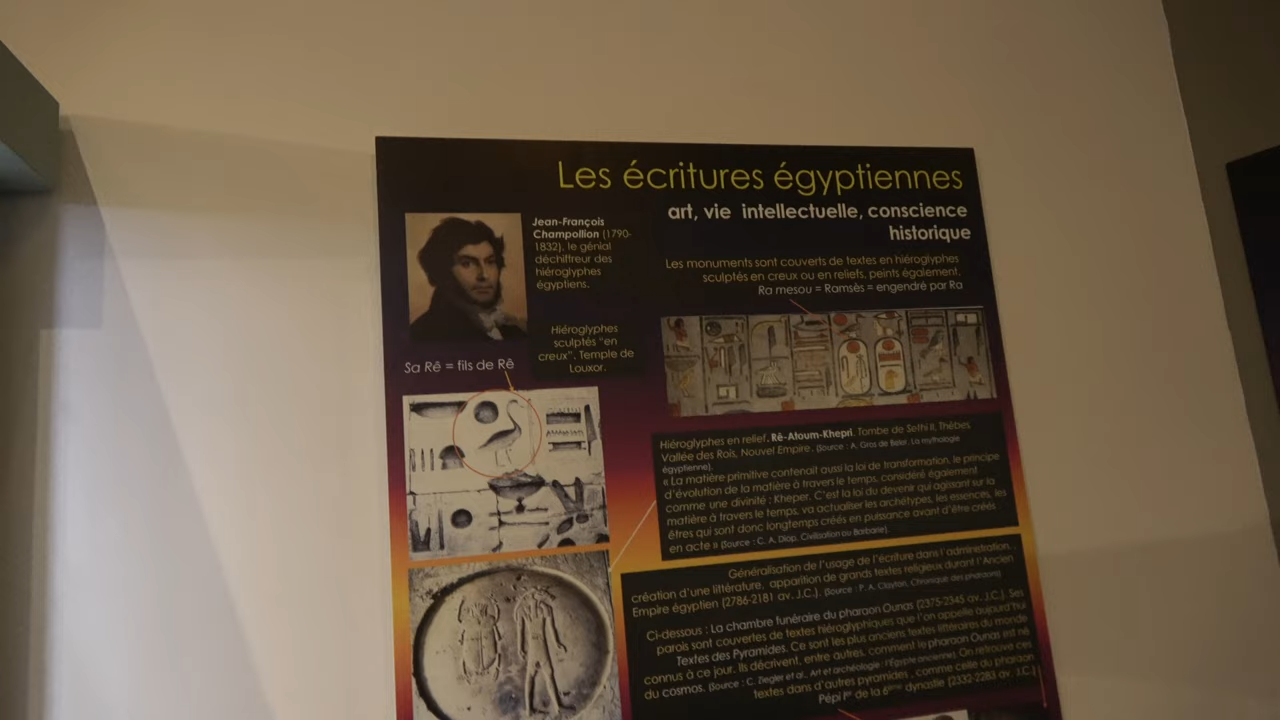 Les écritures égyptiennes
art, vie intellectuelle, conscience
historique
Jean-François
Champollion (1790-
1832), le génial
déchiffreur des
hiéroglyphes
égyptiens.
Les monuments sont couverts de textes en hiéroglyphes
sculptés en creux ou en reliefs, peints également.
Ra mesou = Ramsès = engendré par Ra
Hiéroglyphes
sculptés "en
creux". Temple de
Louxor.
Sa Rê = fils de Rê
Hiéroglyphes en relief. Rê-Atoum-Khepri. Tombe de Sethi II, Thèbes
Vallée des Rois, Nouvel Empire. (Source : A. Gros de Beler, La mythologie
égyptienne).
« La matière primitive contenait aussi la loi de transformation, le principe
d'évolution de la matière à travers le temps, considéré également
comme une divinité : Kheper. C'est la loi du devenir qui agissant sur la
matière à travers le temps, va actualiser les archétypes, les essences, les
êtres qui sont donc longtemps créés en puissance avant d'être créés
en acte » (Source : C. A. Diop, Civilisation ou Barbarie).
Généralisation de l'usage de l'écriture dans l'administration,
création d'une littérature, apparition de grands textes religieux durant l'Ancien
Empire égyptien (2786-2181 av. J.C.). (Source : P. A. Clayton, Chronique des pharaons)
Ci-dessous : La chambre funéraire du pharaon Ounas (2375-2345 av. J.C.). Ses
parois sont couvertes de textes hiéroglyphiques que l'on appelle aujourd'hui
Textes des Pyramides. Ce sont les plus anciens textes littéraires du monde
connus à ce jour. Ils décrivent, entre autres, comment le pharaon Ounas est né
du cosmos. (Source : C. Ziegler et al., Art et archéologie : l'Egypte ancienne). On retrouve ces
textes dans d'autres pyramides, comme celle du pharaon
Pépi Ier de la 6ème dynastie (2332-2283 av. J.C.)